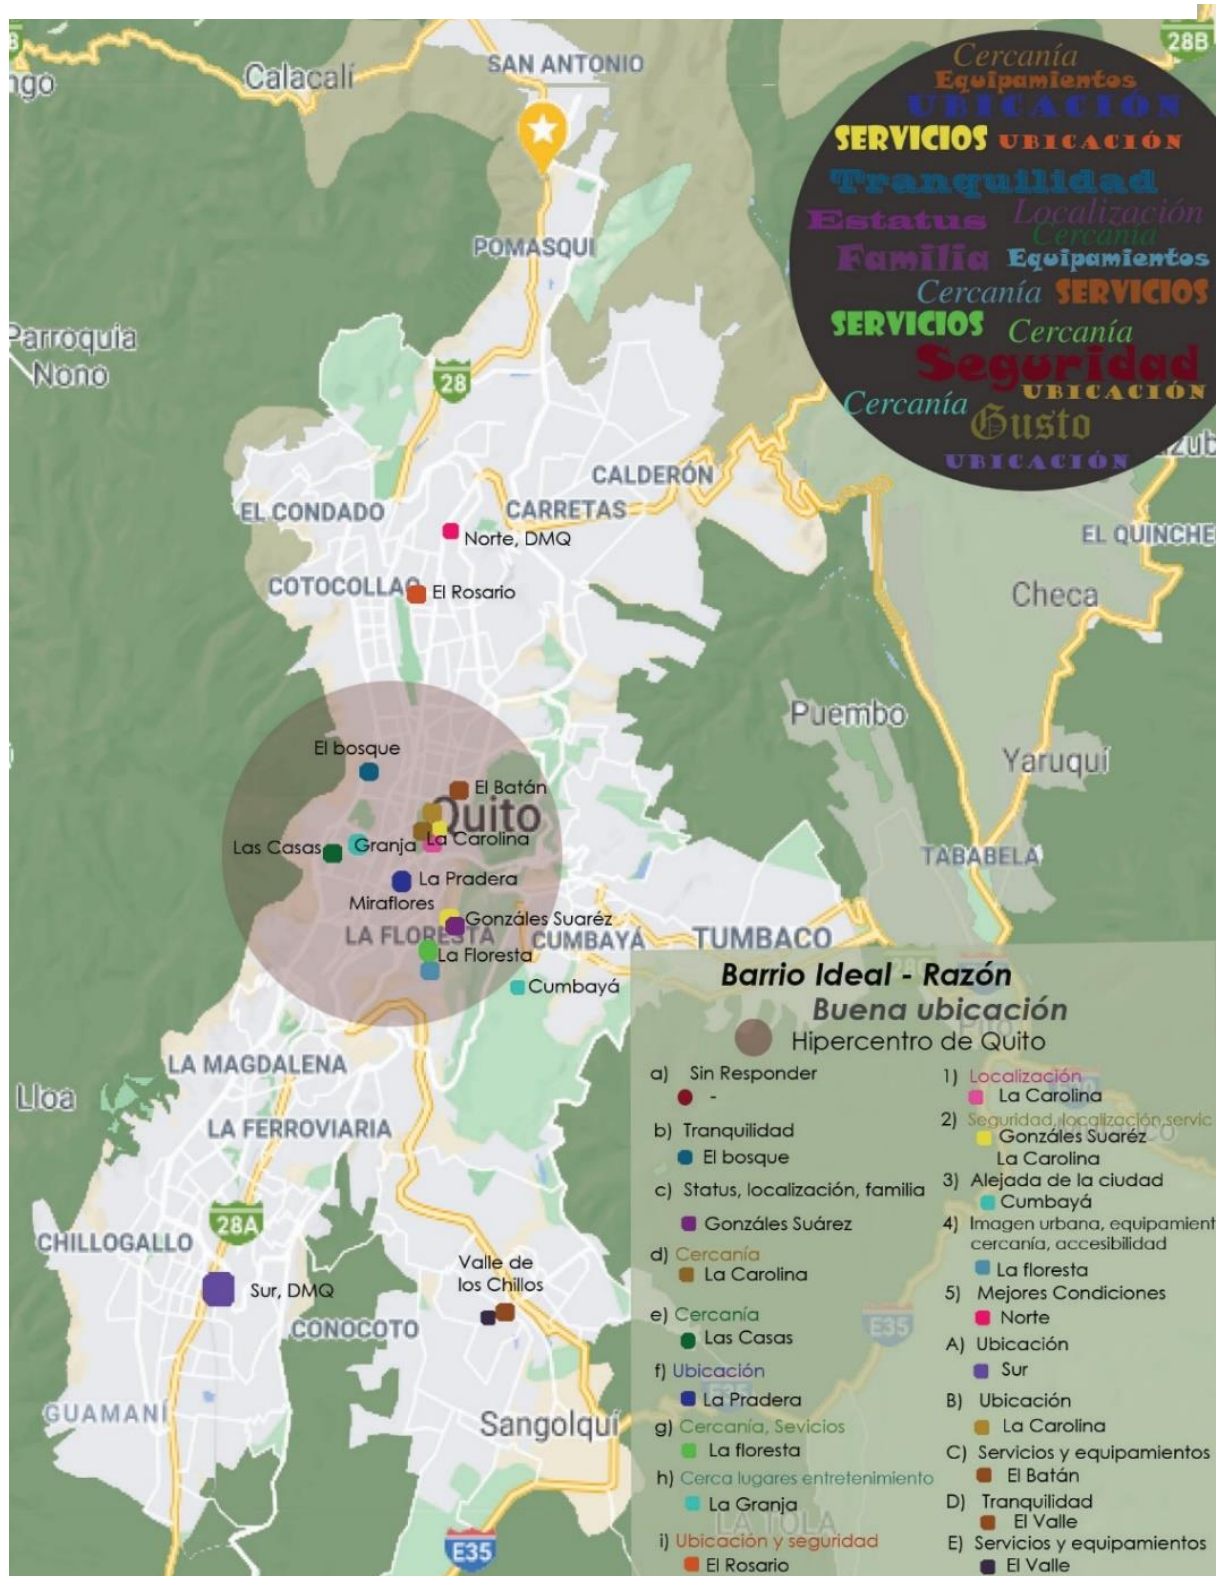 28B
Calacalí
SAN ANTONIO
ngo
POMASQUI
Parroquia
Nono
28
CALDERÓN
EL CONDADO
CARRETAS
Norte, DMQ
EL QUINCHE
COTOCOLLAO
El Rosario
Checa
Puembo
Yaruquí
El bosque
El Batán
Quito
Las Casas
Granja
La Carolina
TABABELA
La Pradera
Miraflores
Gonzáles Suaréz
LA FLORESTA
CUMBAYÁ
TUMBACO
La Floresta
Cumbayá
LA MAGDALENA
Lloa
LA FERROVIARIA
28A
CHILLOGALLO
Valle de
los Chillos
Sur, DMQ
CONOCOTO
GUAMANÍ
Sangolquí
E35
E35
LA TOLA
Cercanía
Equipamientos
UBICACIÓN
SERVICIOS UBICACIÓN
Tranquilidad
Estatus Localización
Cercanía
Familia Equipamientos
Cercanía SERVICIOS
SERVICIOS Cercanía
Seguridad
UBICACIÓN
Cercanía
Gusto
UBICACIÓN
Barrio Ideal - Razón
Buena ubicación
Hipercentro de Quito
a) Sin Responder
-
b) Tranquilidad
El bosque
c) Status, localización, familia
Gonzáles Suárez
d) Cercanía
La Carolina
e) Cercanía
Las Casas
f) Ubicación
La Pradera
g) Cercanía, Sevicios
La floresta
h) Cerca lugares entretenimiento
La Granja
i) Ubicación y seguridad
El Rosario
1) Localización
La Carolina
2) Seguridad, localización,servic
Gonzáles Suaréz
La Carolina
3) Alejada de la ciudad
Cumbayá
4) Imagen urbana, equipamient
cercanía, accesibilidad
La floresta
5) Mejores Condiciones
Norte
A) Ubicación
Sur
B) Ubicación
La Carolina
C) Servicios y equipamientos
El Batán
D) Tranquilidad
El Valle
E) Servicios y equipamientos
El Valle